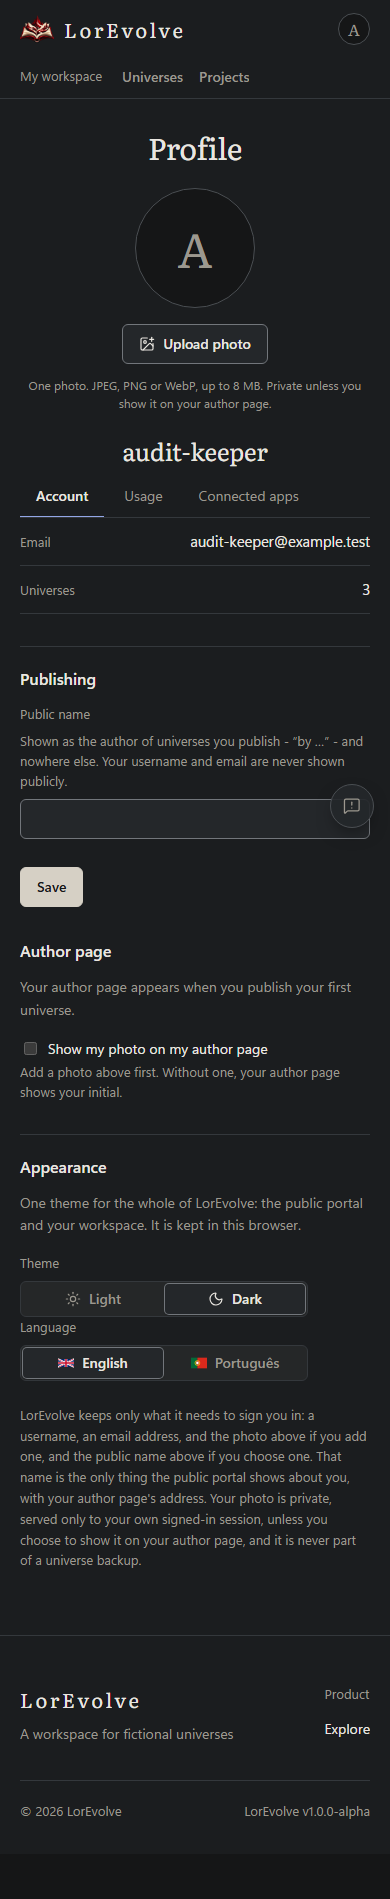 LorEvolve
A
My workspace Universes Projects
Profile
A
Upload photo
One photo. JPEG, PNG or WebP, up to 8 MB. Private unless you
show it on your author page.
audit-keeper
Account Usage Connected apps
Email audit-keeper@example.test
Universes 3
Publishing
Public name
Shown as the author of universes you publish - “by …” - and
nowhere else. Your username and email are never shown
publicly.
Save
Author page
Your author page appears when you publish your first
universe.
Show my photo on my author page
Add a photo above first. Without one, your author page
shows your initial.
Appearance
One theme for the whole of LorEvolve: the public portal
and your workspace. It is kept in this browser.
Theme
Light Dark
Language
English Português
LorEvolve keeps only what it needs to sign you in: a
username, an email address, and the photo above if you add
one, and the public name above if you choose one. That
name is the only thing the public portal shows about you,
with your author page's address. Your photo is private,
served only to your own signed-in session, unless you
choose to show it on your author page, and it is never part
of a universe backup.
LorEvolve
A workspace for fictional universes
Product
Explore
© 2026 LorEvolve LorEvolve v1.0.0-alpha